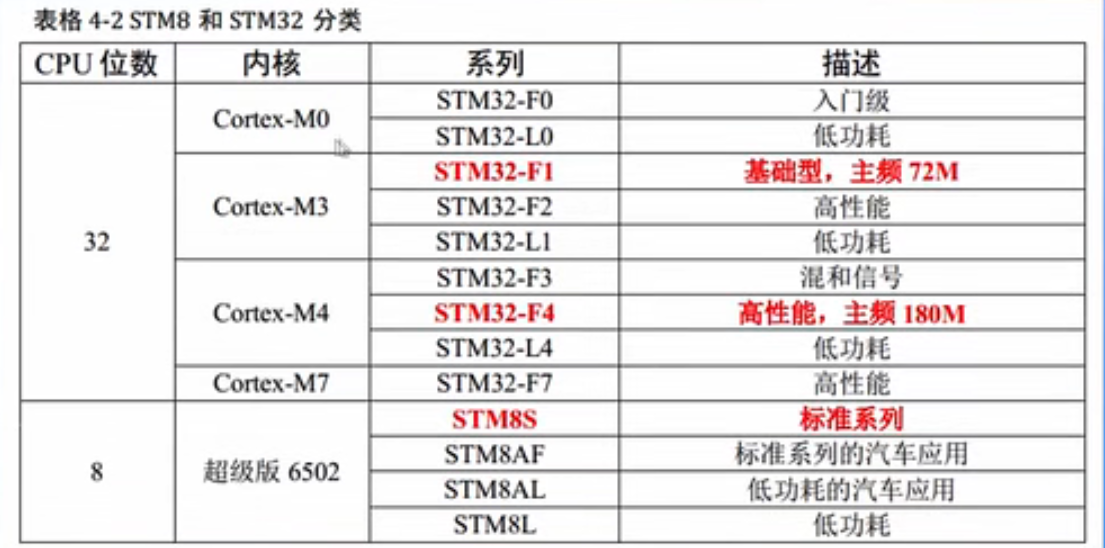 表格 4-2 STM8 和 STM32 分类
CPU 位数 内核 系列 描述
32 Cortex-M0 STM32-F0 入门级
STM32-L0 低功耗
Cortex-M3 STM32-F1 基础型，主频 72M
STM32-F2 高性能
STM32-L1 低功耗
Cortex-M4 STM32-F3 混和信号
STM32-F4 高性能，主频 180M
STM32-L4 低功耗
Cortex-M7 STM32-F7 高性能
8 超级版 6502 STM8S 标准系列
STM8AF 标准系列的汽车应用
STM8AL 低功耗的汽车应用
STM8L 低功耗